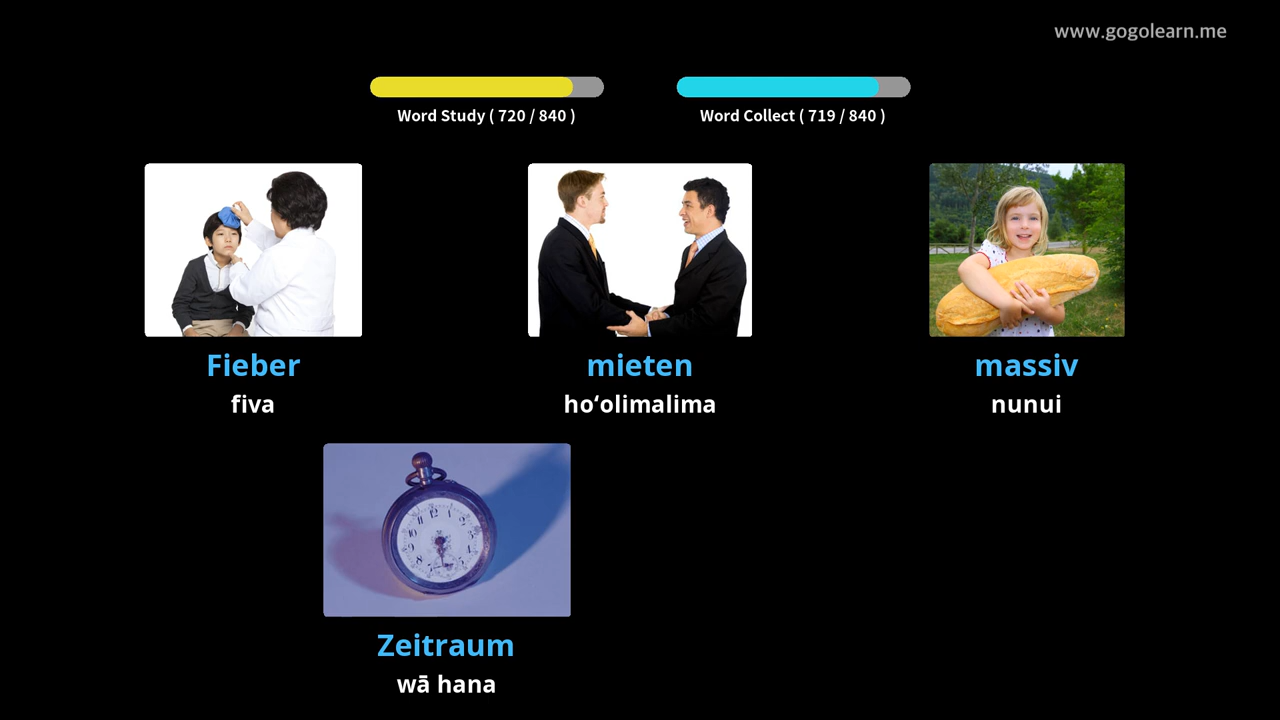 www.gogolearn.me
Word Study ( 720 / 840 )
Word Collect ( 719 / 840 )
Fieber
fiva
mieten
hoʻolimalima
massiv
nunui
Zeitraum
wā hana